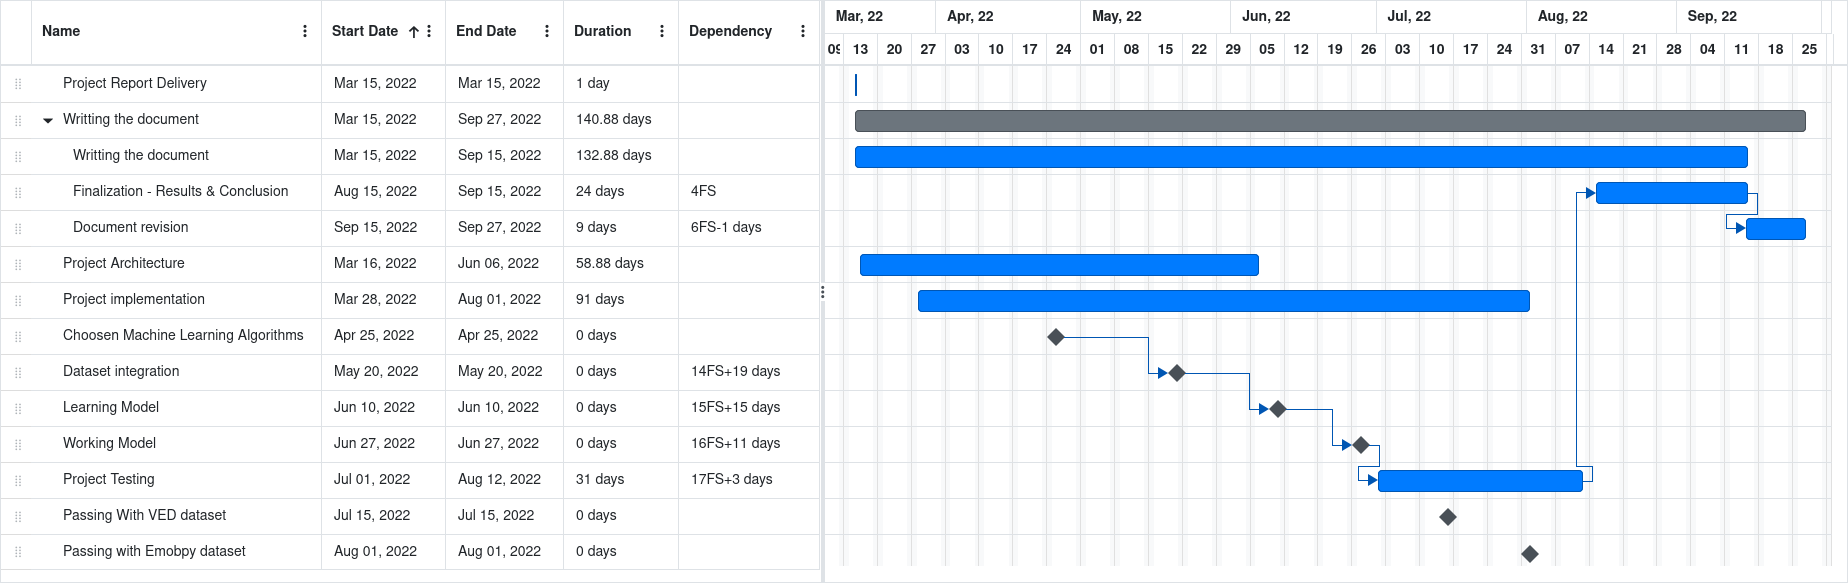 Name Start Date End Date Duration Dependency Mar, 22 Apr, 22 May, 22 Jun, 22 Jul, 22 Aug, 22 Sep, 22
13 20 27 03 10 17 24 01 08 15 22 29 05 12 19 26 03 10 17 24 31 07 14 21 28 04 11 18 25
Project Report Delivery Mar 15, 2022 Mar 15, 2022 1 day
Writting the document Mar 15, 2022 Sep 27, 2022 140.88 days
Writting the document Mar 15, 2022 Sep 15, 2022 132.88 days
Finalization - Results & Conclusion Aug 15, 2022 Sep 15, 2022 24 days 4FS
Document revision Sep 15, 2022 Sep 27, 2022 9 days 6FS-1 days
Project Architecture Mar 16, 2022 Jun 06, 2022 58.88 days
Project implementation Mar 28, 2022 Aug 01, 2022 91 days
Choosen Machine Learning Algorithms Apr 25, 2022 Apr 25, 2022 0 days
Dataset integration May 20, 2022 May 20, 2022 0 days 14FS+19 days
Learning Model Jun 10, 2022 Jun 10, 2022 0 days 15FS+15 days
Working Model Jun 27, 2022 Jun 27, 2022 0 days 16FS+11 days
Project Testing Jul 01, 2022 Aug 12, 2022 31 days 17FS+3 days
Passing With VED dataset Jul 15, 2022 Jul 15, 2022 0 days
Passing with Emobpy dataset Aug 01, 2022 Aug 01, 2022 0 days